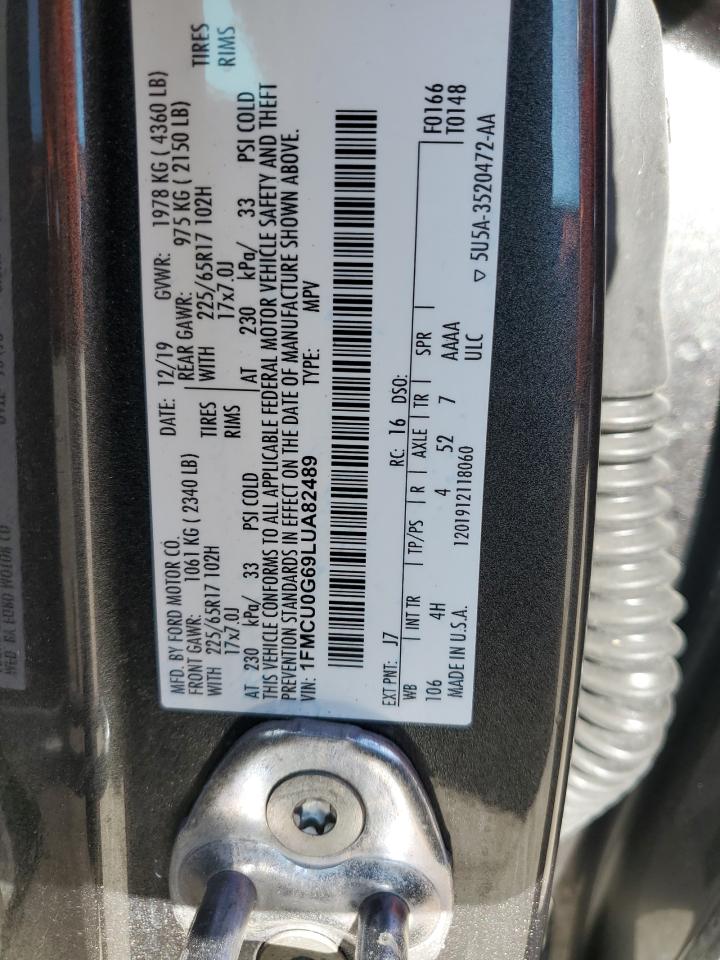 MFD. BY FORD MOTOR CO.
DATE: 12/19 GVWR: 1978 KG ( 4360 LB)
FRONT GAWR: 1061 KG ( 2340 LB) REAR GAWR: 975 KG ( 2150 LB)
WITH 225/65R17 102H TIRES WITH 225/65R17 102H TIRES
17x7.0J RIMS 17x7.0J RIMS
AT 230 kPa/ 33 PSI COLD AT 230 kPa/ 33 PSI COLD
THIS VEHICLE CONFORMS TO ALL APPLICABLE FEDERAL MOTOR VEHICLE SAFETY AND THEFT
PREVENTION STANDARDS IN EFFECT ON THE DATE OF MANUFACTURE SHOWN ABOVE.
VIN: 1FMCU0G69LUA82489 TYPE: MPV
EXT PNT: J7 RC: 16 DSO: F0166
WB INT TR TP/PS R AXLE TR SPR T0148
106 4H 4 52 7 AAAA
MADE IN U.S.A. 1201912118060 ULC ▽ 5U5A-3520472-AA
MFD. BY FORD MOTOR CO